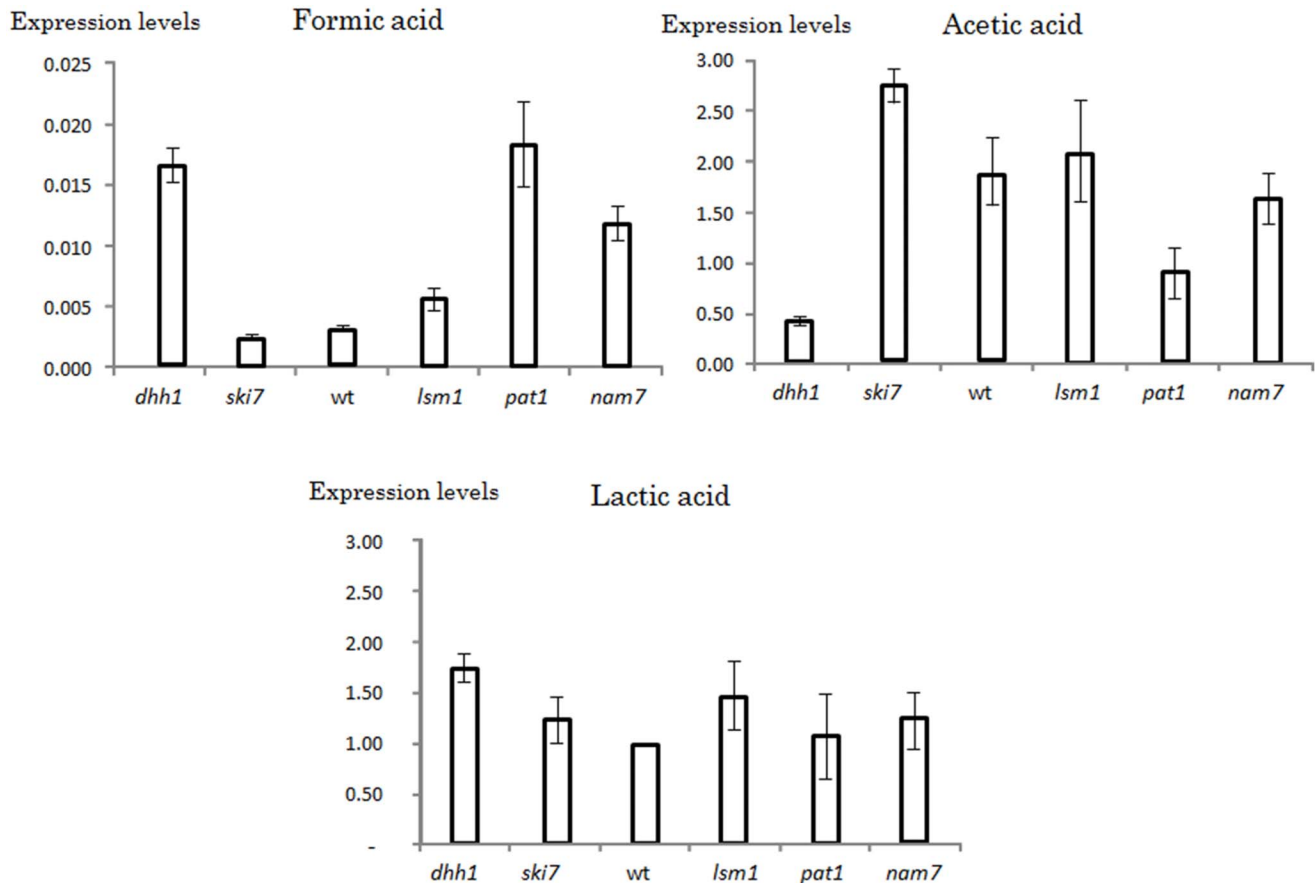 Expression levels
Formic acid
0.025
0.020
0.015
0.010
0.005
0.000
dhh1 ski7 wt lsm1 pat1 nam7
Expression levels
Acetic acid
3.00
2.50
2.00
1.50
1.00
0.50
0.00
dhh1 ski7 wt lsm1 pat1 nam7
Expression levels
Lactic acid
3.00
2.50
2.00
1.50
1.00
0.50
-
dhh1 ski7 wt lsm1 pat1 nam7